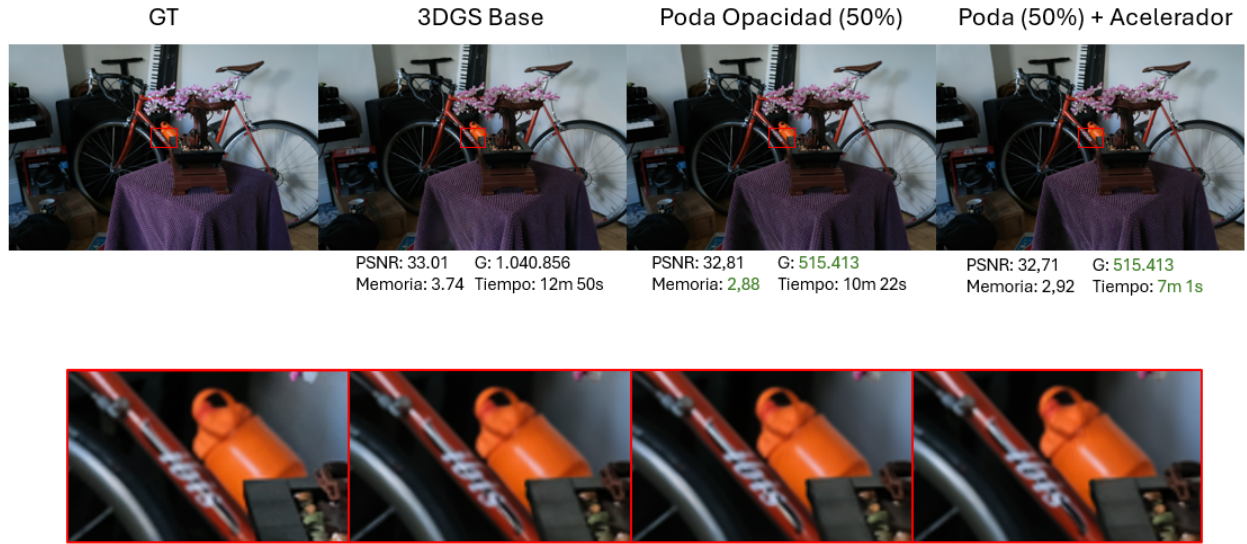 GT
3DGS Base
Poda Opacidad (50%)
Poda (50%) + Acelerador
PSNR: 33.01 G: 1.040.856
Memoria: 3.74 Tiempo: 12m 50s
PSNR: 32,81 G: 515.413
Memoria: 2,88 Tiempo: 10m 22s
PSNR: 32,71 G: 515.413
Memoria: 2,92 Tiempo: 7m 1s